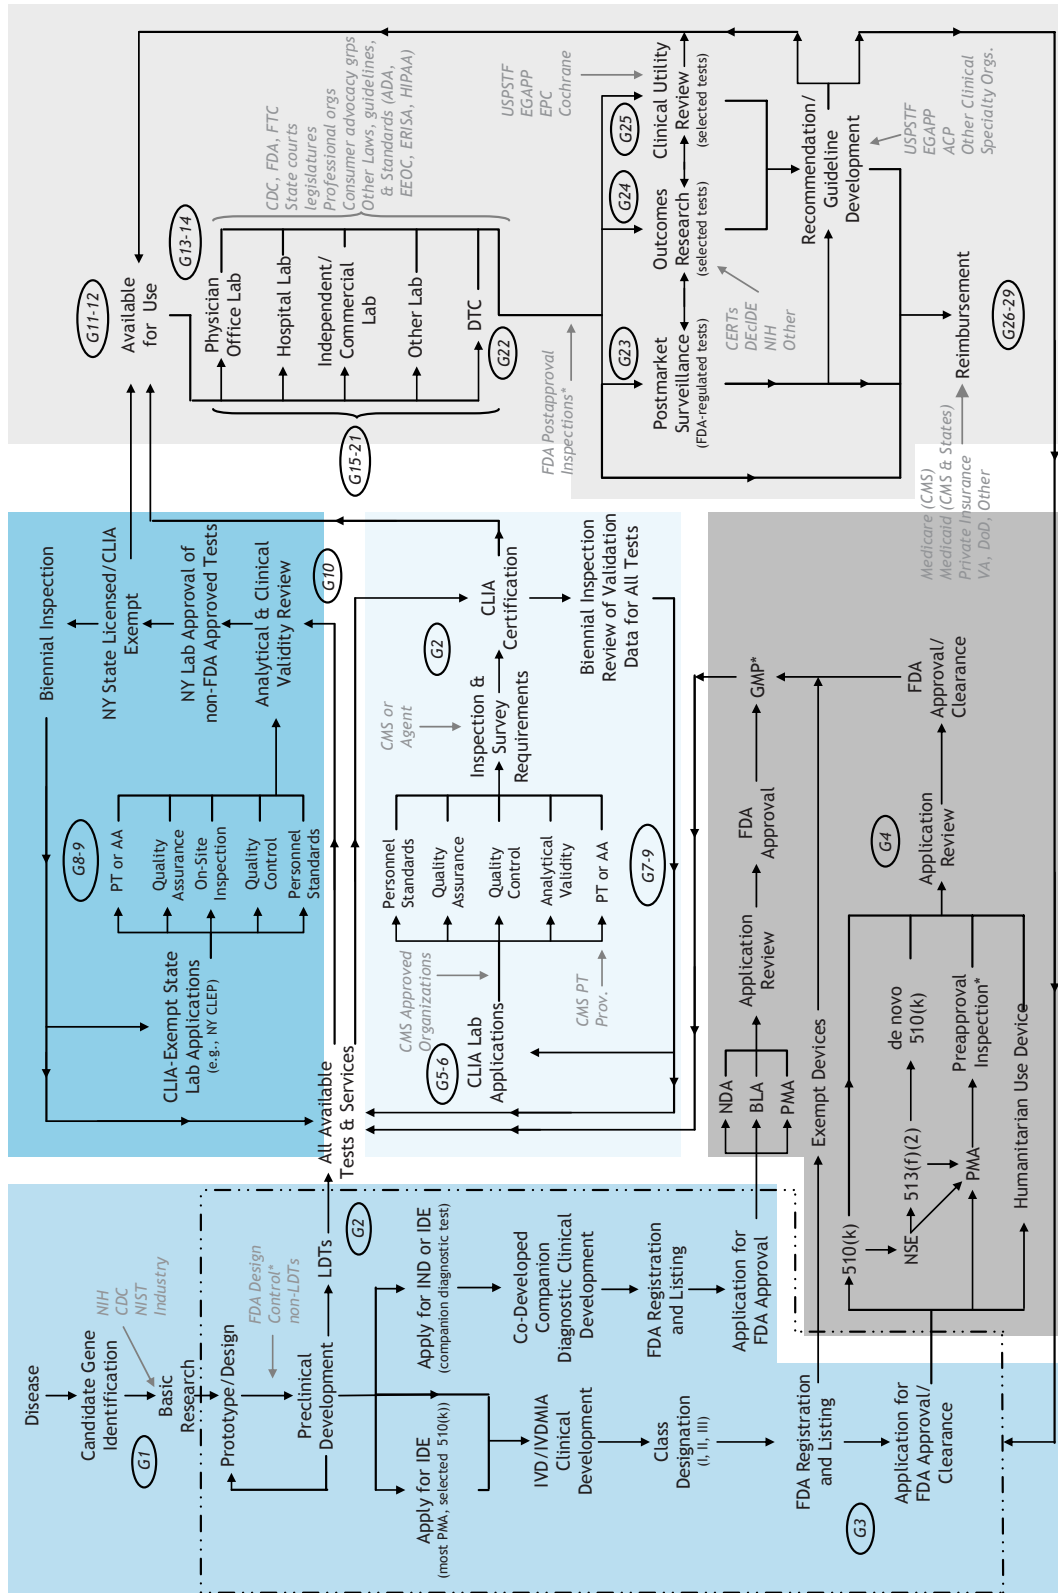 Disease
Candidate Gene
Identification
NIH
CDC
NIST
Industry
Basic
Research
G1
Prototype/Design
FDA Design
Control*
non-LDTs
Preclinical
Development
LDTs
G2
Apply for IDE
(most PMA, selected 510(k))
Apply for IND or IDE
(companion diagnostic test)
IVD/IVDMIA
Clinical
Development
Co-Developed
Companion
Diagnostic Clinical
Development
Class
Designation
(I, II, III)
FDA Registration
and Listing
FDA Registration
and Listing
Application for
FDA Approval
G3
Application for
FDA Approval/
Clearance
All Available
Tests & Services
CLIA-Exempt State
Lab Applications
(e.g., NY CLEP)
G8-9
PT or AA
Quality
Assurance
On-Site
Inspection
Quality
Control
Personnel
Standards
Biennial Inspection
NY State Licensed/CLIA
Exempt
NY Lab Approval of
non-FDA Approved Tests
Analytical & Clinical
Validity Review
G10
G5-6
CLIA Lab
Applications
CMS Approved
Organizations
CMS PT
Prov.
Personnel
Standards
Quality
Assurance
Quality
Control
Analytical
Validity
PT or AA
G7-9
CMS or
Agent
Inspection &
Survey
Requirements
G2
CLIA
Certification
Biennial Inspection
Review of Validation
Data for All Tests
NDA
BLA
PMA
Application
Review
FDA
Approval
GMP*
Exempt Devices
510(k)
NSE
513(f)(2)
de novo
510(k)
PMA
Preapproval
Inspection*
Humanitarian Use Device
G4
Application
Review
FDA
Approval/
Clearance
G11-12
Available
for Use
G13-14
Physician
Office Lab
Hospital Lab
Independent/
Commercial
Lab
Other Lab
DTC
G15-21
G22
CDC, FDA, FTC
State courts
legislatures
Professional orgs
Consumer advocacy grps
Other Laws, guidelines,
& Standards (ADA,
EEOC, ERISA, HIPAA)
FDA Postapproval
Inspections*
G23
Postmarket
Surveillance
(FDA-regulated tests)
G24
Outcomes
Research
(selected tests)
G25
Clinical Utility
Review
(selected tests)
USPSTF
EGAPP
EPC
Cochrane
CERTs
DEcIDE
NIH
Other
Recommendation/
Guideline
Development
USPSTF
EGAPP
ACP
Other Clinical
Specialty Orgs.
Medicare (CMS)
Medicaid (CMS & States)
Private Insurance
VA, DoD, Other
Reimbursement
G26-29